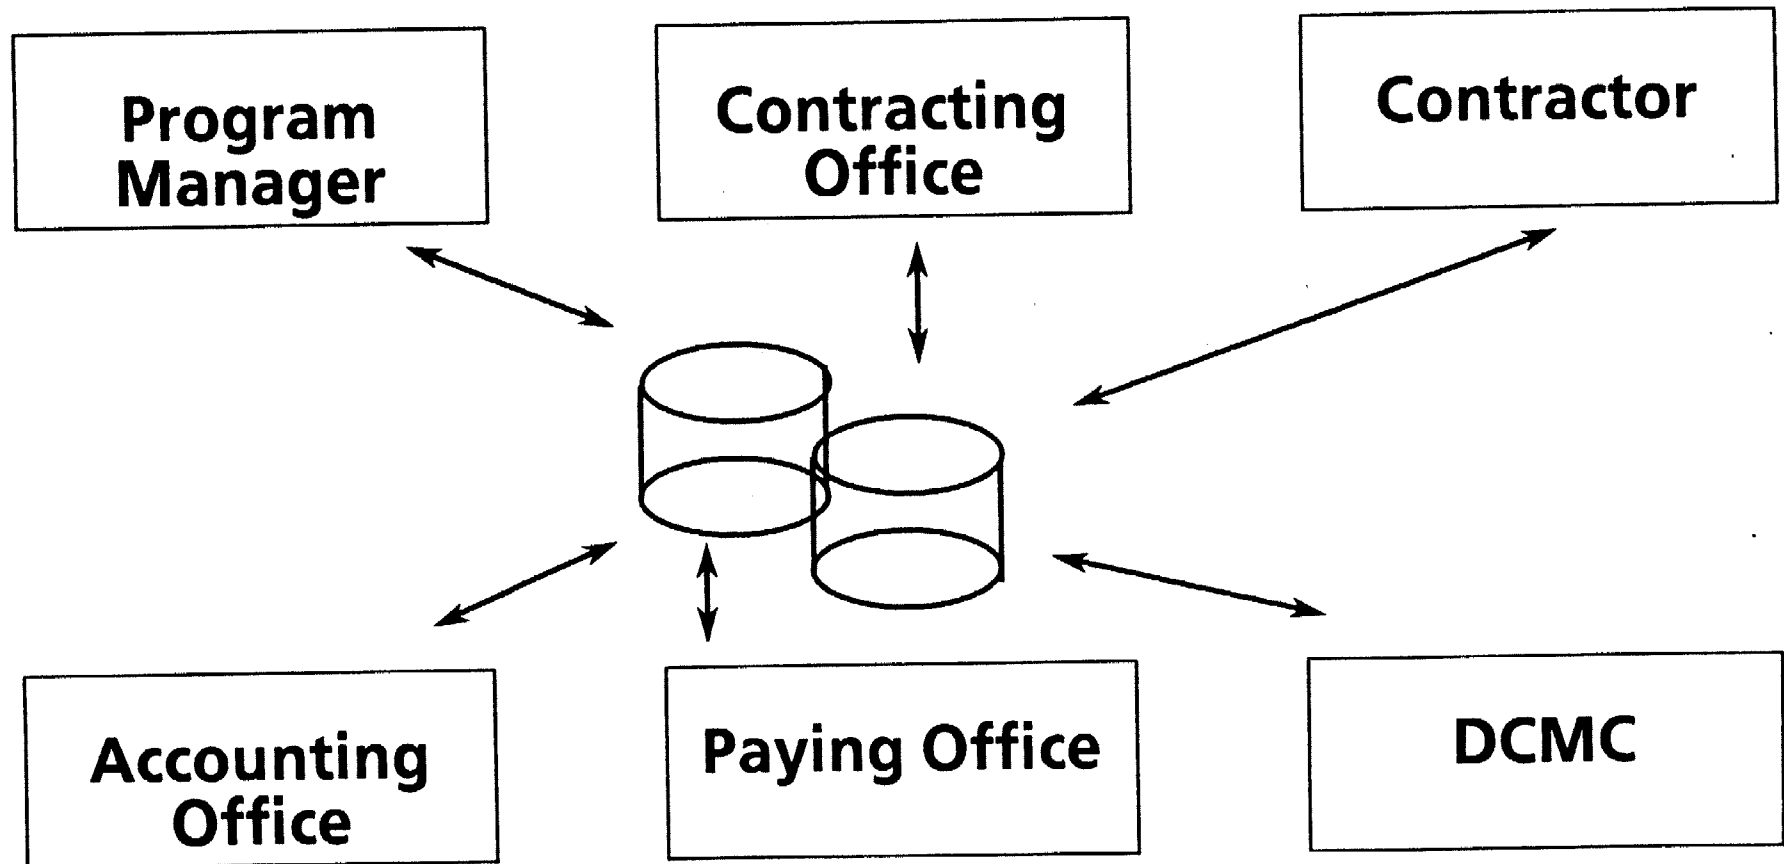 Program
Manager
Contracting
Office
Contractor
Accounting
Office
Paying Office
DCMC